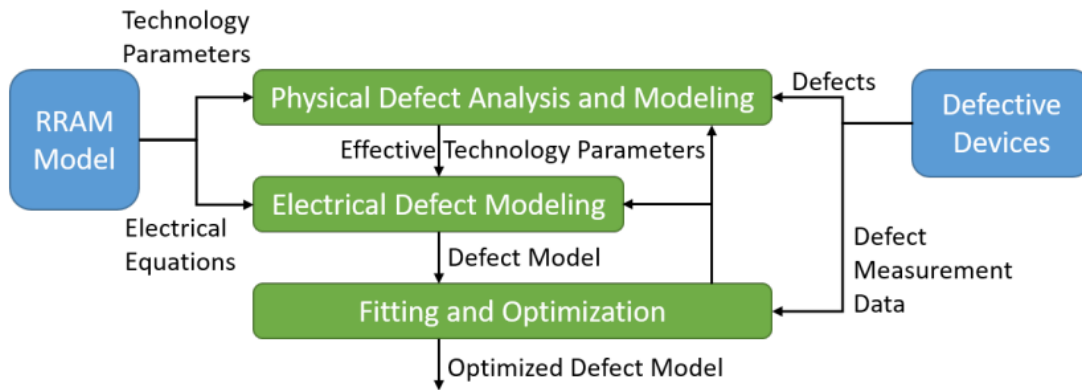 Technology
Parameters
RRAM
Model
Physical Defect Analysis and Modeling
Defects
Defective
Devices
Effective Technology Parameters
Electrical Defect Modeling
Electrical
Equations
Defect Model
Defect
Measurement
Data
Fitting and Optimization
Optimized Defect Model